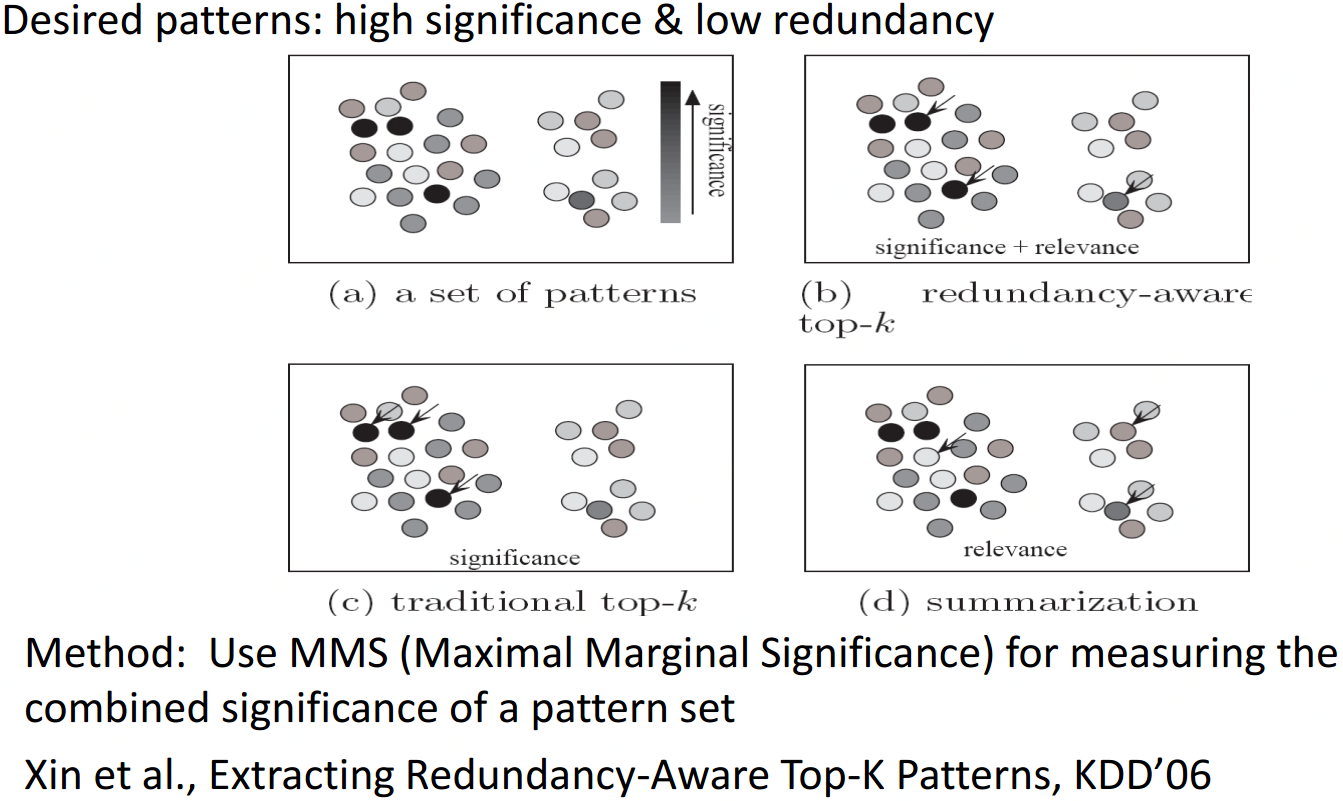 Desired patterns: high significance & low redundancy
significance
significance + relevance
(a) a set of patterns
(b) redundancy-aware
top-k
significance
relevance
(c) traditional top-k
(d) summarization
Method: Use MMS (Maximal Marginal Significance) for measuring the
combined significance of a pattern set
Xin et al., Extracting Redundancy-Aware Top-K Patterns, KDD’06